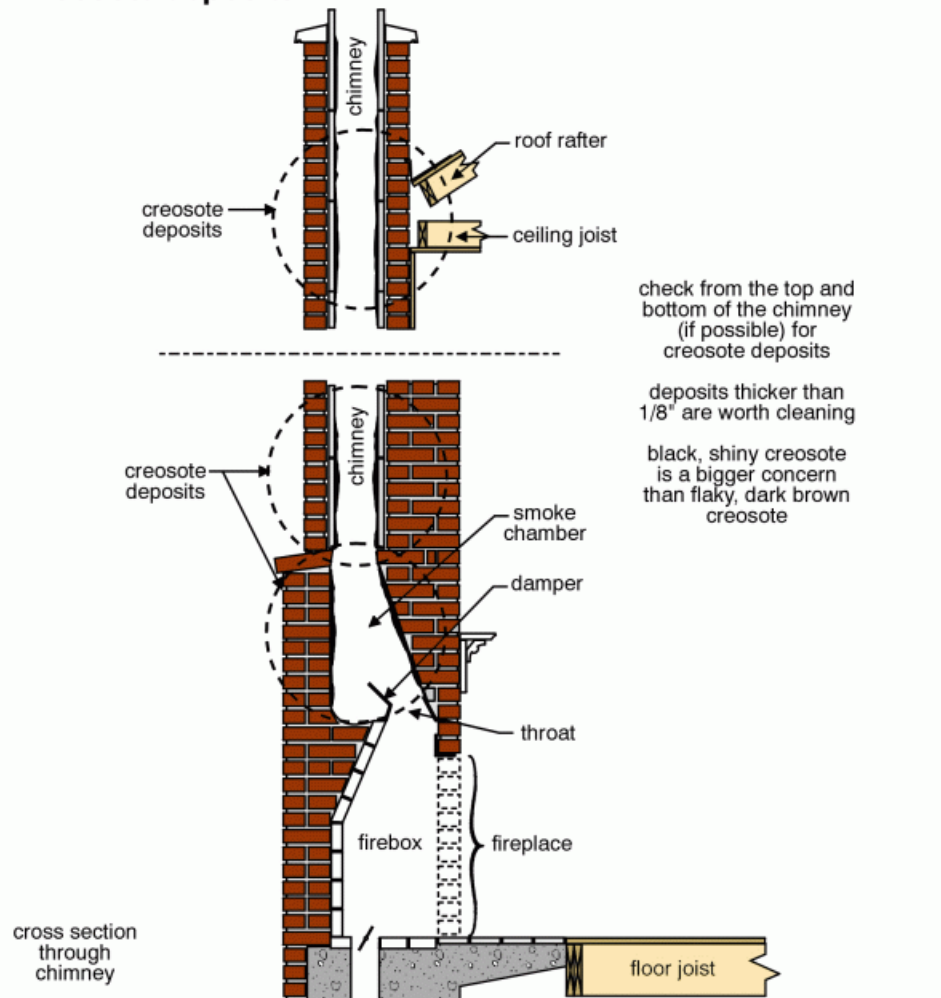 chimney
roof rafter
creosote
deposits
ceiling joist
check from the top and
bottom of the chimney
(if possible) for
creosote deposits
deposits thicker than
1/8" are worth cleaning
black, shiny creosote
is a bigger concern
than flaky, dark brown
creosote
chimney
creosote
deposits
smoke
chamber
damper
throat
firebox
fireplace
cross section
through
chimney
floor joist